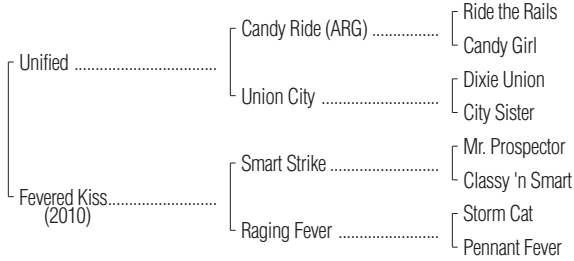 Ride the Rails
Candy Ride (ARG) ................
Candy Girl
Unified ..................................
Dixie Union
Union City ............................
City Sister
Mr. Prospector
Smart Strike ..........................
Classy 'n Smart
Fevered Kiss..........................
(2010)
Storm Cat
Raging Fever ........................
Pennant Fever